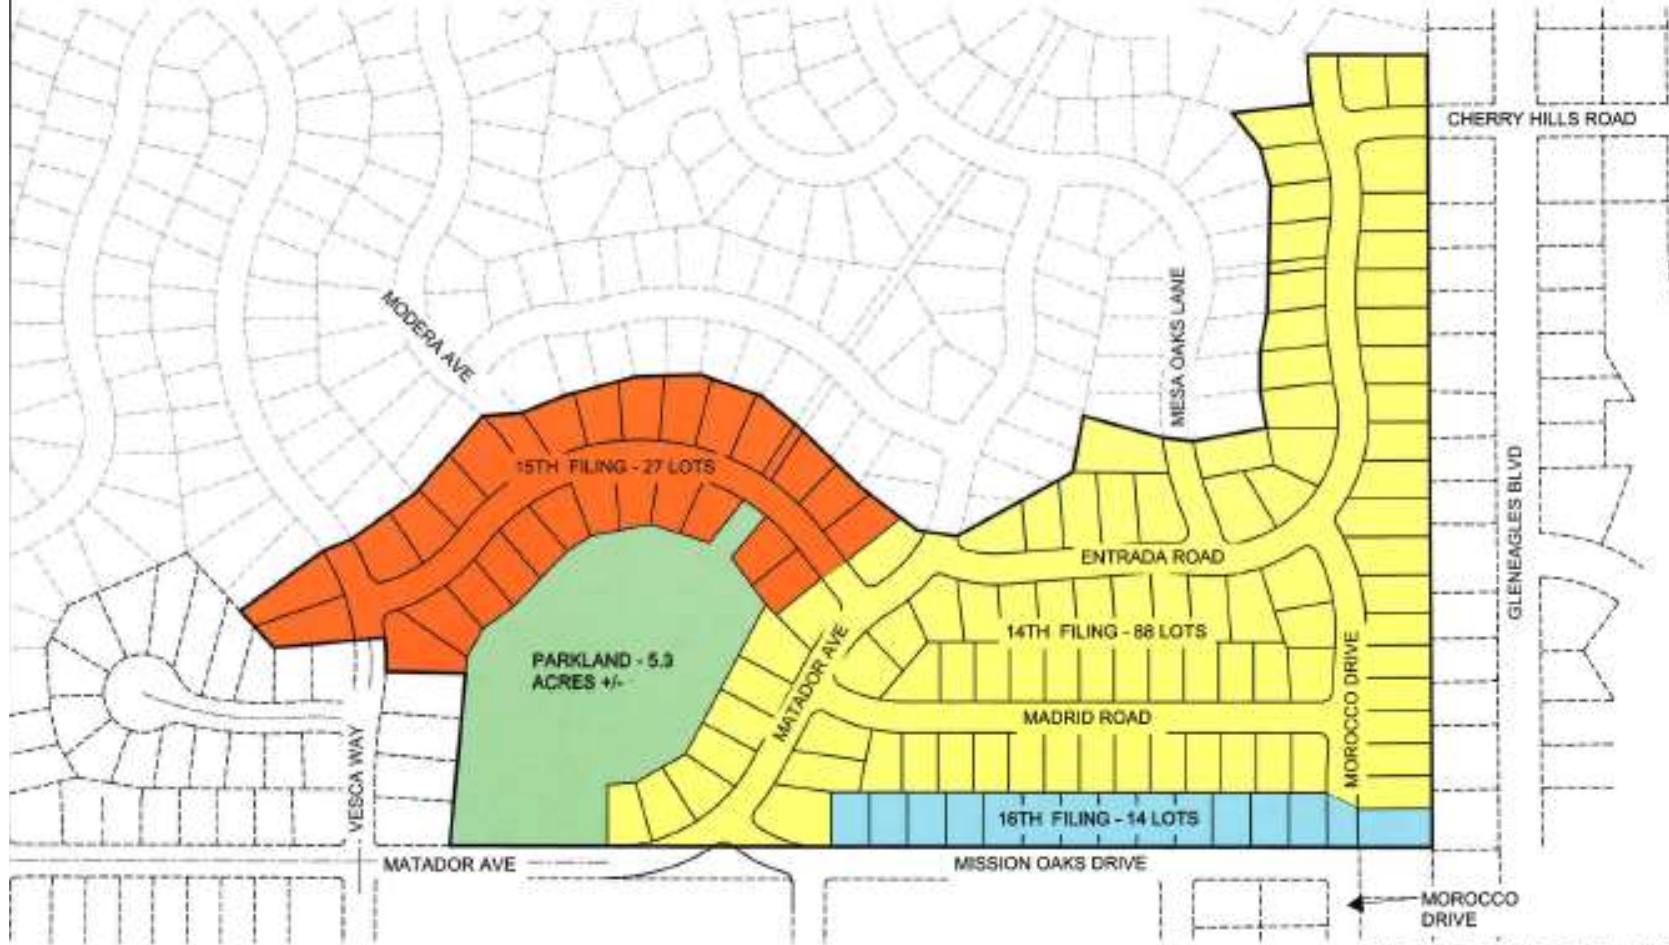 CHERRY HILLS ROAD
MODERA AVE
MESA OAKS LANE
15TH FILING - 27 LOTS
GLENEAGLES BLVD
ENTRADA ROAD
14TH FILING - 88 LOTS
PARKLAND - 5.3
ACRES +/-
MATADOR AVE
MADRID ROAD
MOROCCO DRIVE
VESCA WAY
16TH FILING - 14 LOTS
MATADOR AVE
MISSION OAKS DRIVE
MOROCCO
DRIVE